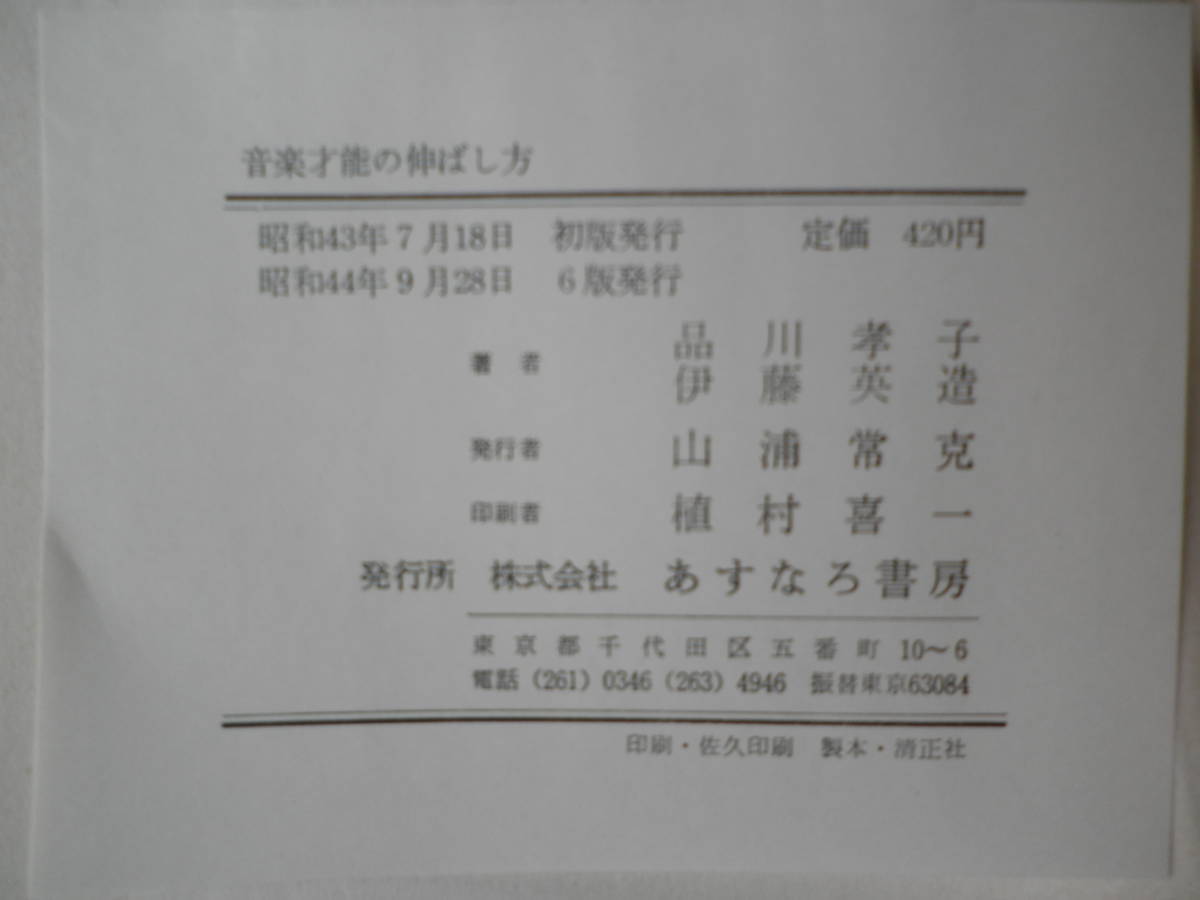 音楽才能の伸ばし方
昭和43年7月18日 初版発行 定価 420円
昭和44年9月28日 6版発行
著者 品川孝子
伊藤英造
発行者 山浦常克
印刷者 植村喜一
発行所 株式会社 あすなろ書房
東京都千代田区五番町10~6
電話(261)0346(263)4946 振替東京63084
印刷・佐久印刷 製本・清正社